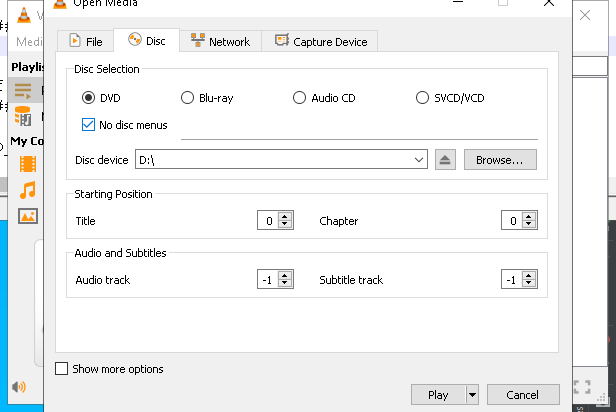 Open Media
Medi
File
Disc
Network
Capture Device
Playlis
Disc Selection
DVD
Blu-ray
Audio CD
SVCD/VCD
No disc menus
My Co
Disc device
D:\
Browse...
Starting Position
Title
0
Chapter
0
Audio and Subtitles
Audio track
-1
Subtitle track
-1
Show more options
Play
Cancel